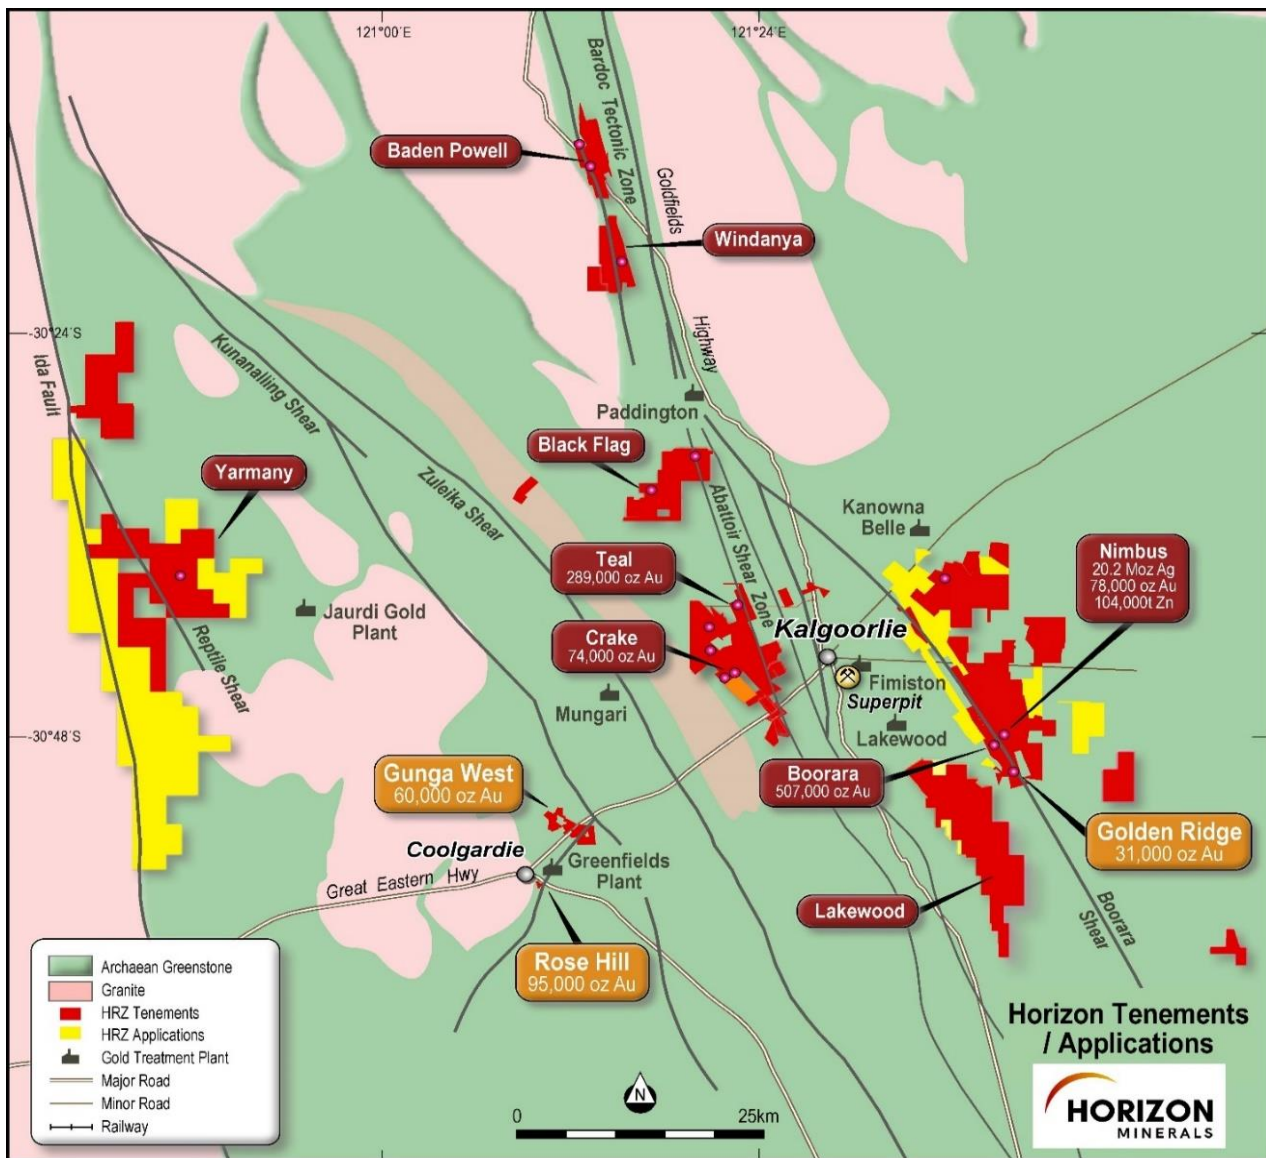 121°00´E
121°24´E
Bardoc Tectonic Zone
Baden Powell
Goldfields
Windanya
-30°24´S
Highway
Ida Fault
Kunanalling Shear
Paddington
Black Flag
Yarmany
Zuleika Shear
Abattoir Shear Zone
Kanowna
Belle
Teal
289,000 oz Au
Nimbus
20.2 Moz Ag
78,000 oz Au
104,000t Zn
Jaurdi Gold
Plant
Reptile Shear
Crake
74,000 oz Au
Kalgoorlie
Fimiston
Superpit
Mungari
Lakewood
-30°48´S
Gunga West
60,000 oz Au
Boorara
507,000 oz Au
Golden Ridge
31,000 oz Au
Coolgardie
Greenfields
Plant
Great Eastern Hwy
Lakewood
Boorara
Shear
Rose Hill
95,000 oz Au
Archaean Greenstone
Granite
HRZ Tenements
HRZ Applications
Gold Treatment Plant
Major Road
Minor Road
Railway
N
0
25km
Horizon Tenements
/ Applications
HORIZON
MINERALS